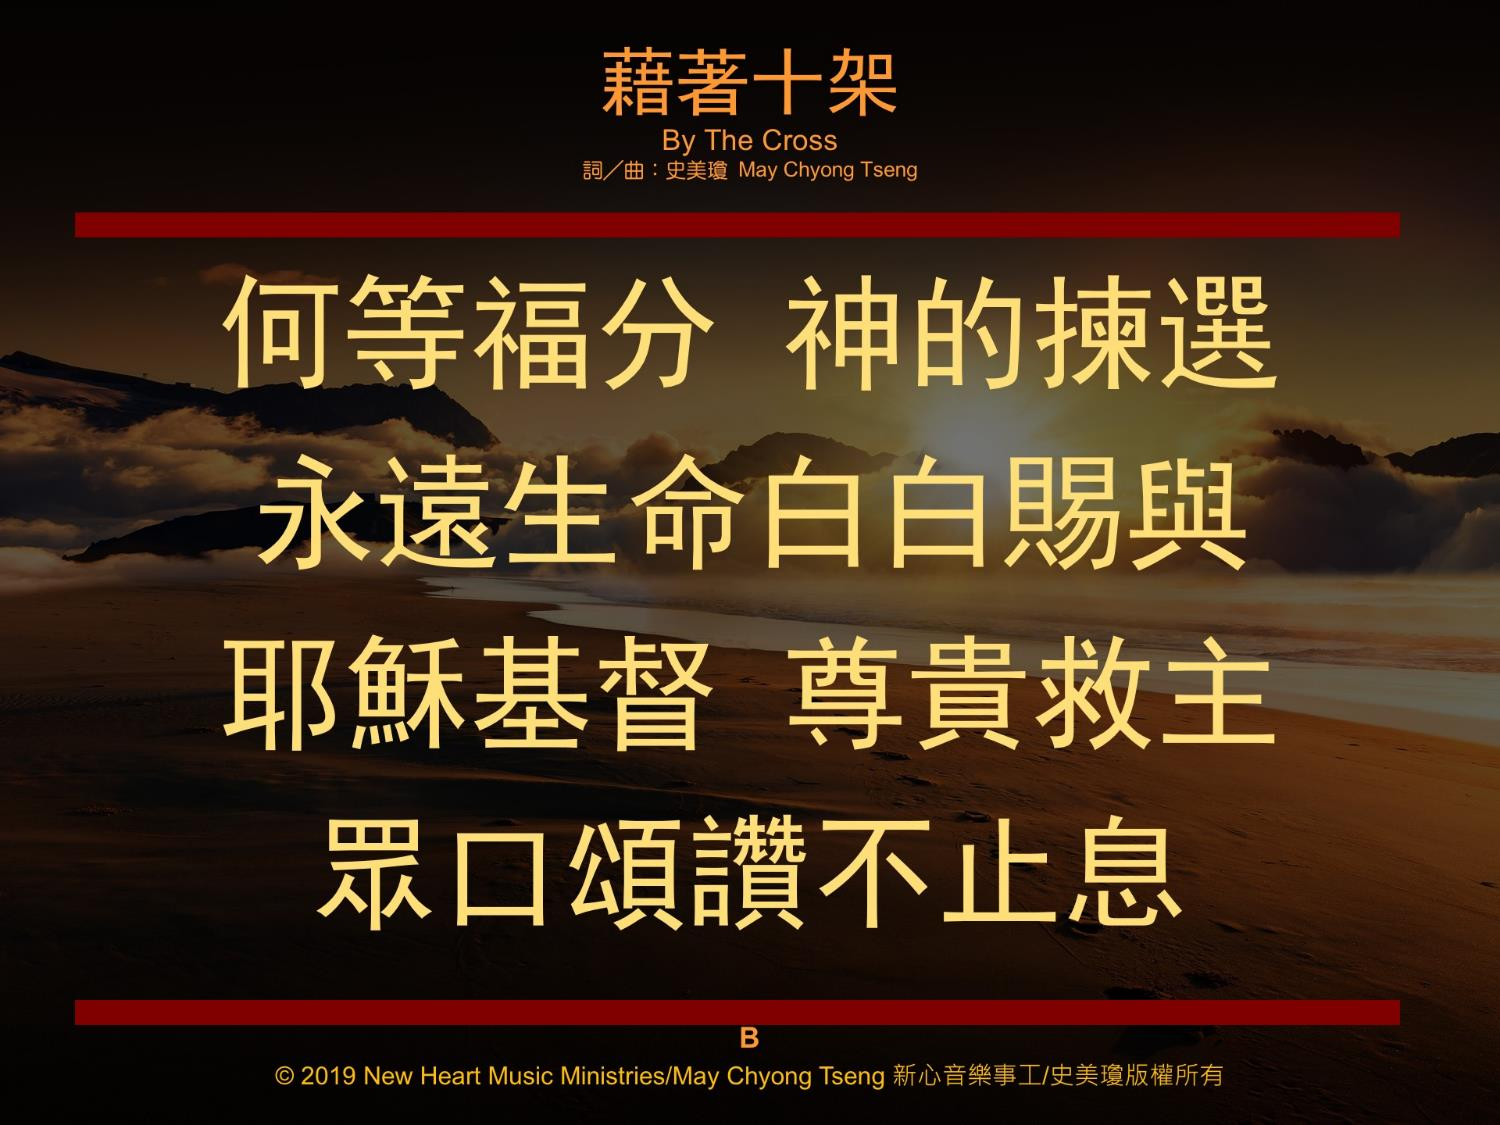 藉著十架
By The Cross
詞／曲：史美瓊 May Chyong Tseng
何等福分 神的揀選
永遠生命白白賜與
耶穌基督 尊貴救主
眾口頌讚不止息
B
© 2019 New Heart Music Ministries/May Chyong Tseng 新心音樂事工/史美瓊版權所有